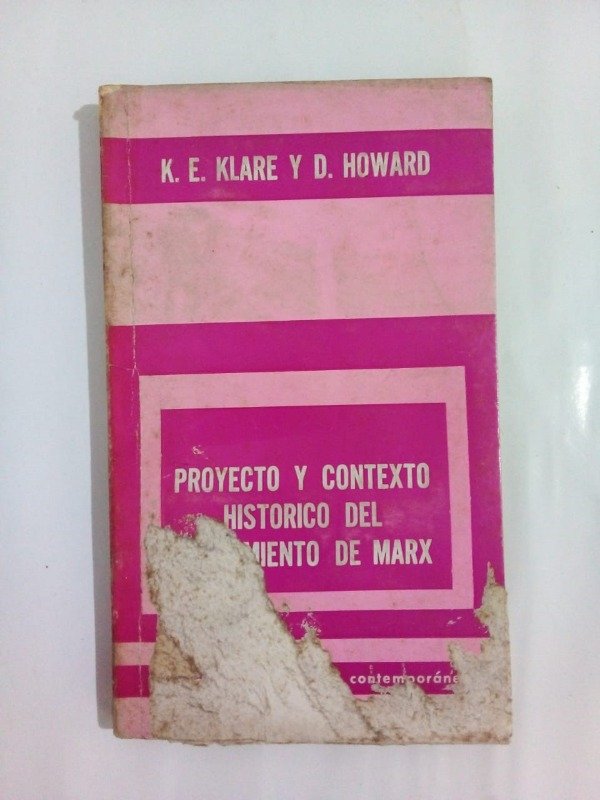 K. E. KLARE Y D. HOWARD
PROYECTO Y CONTEXTO
HISTORICO DEL
MIENTO DE MARX
contemporáne